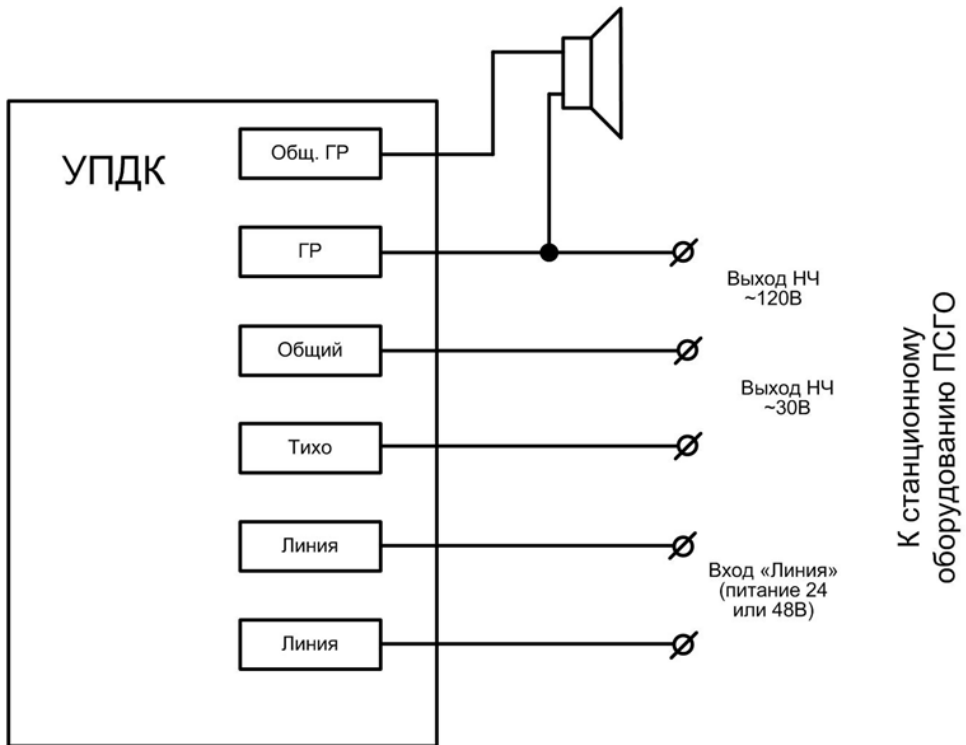 УПДК
Общ. ГР
ГР
Общий
Тихо
Линия
Линия
Выход НЧ
~120В
Выход НЧ
~30В
Вход «Линия»
(питание 24
или 48В)
К станционному
оборудованию ПСГО